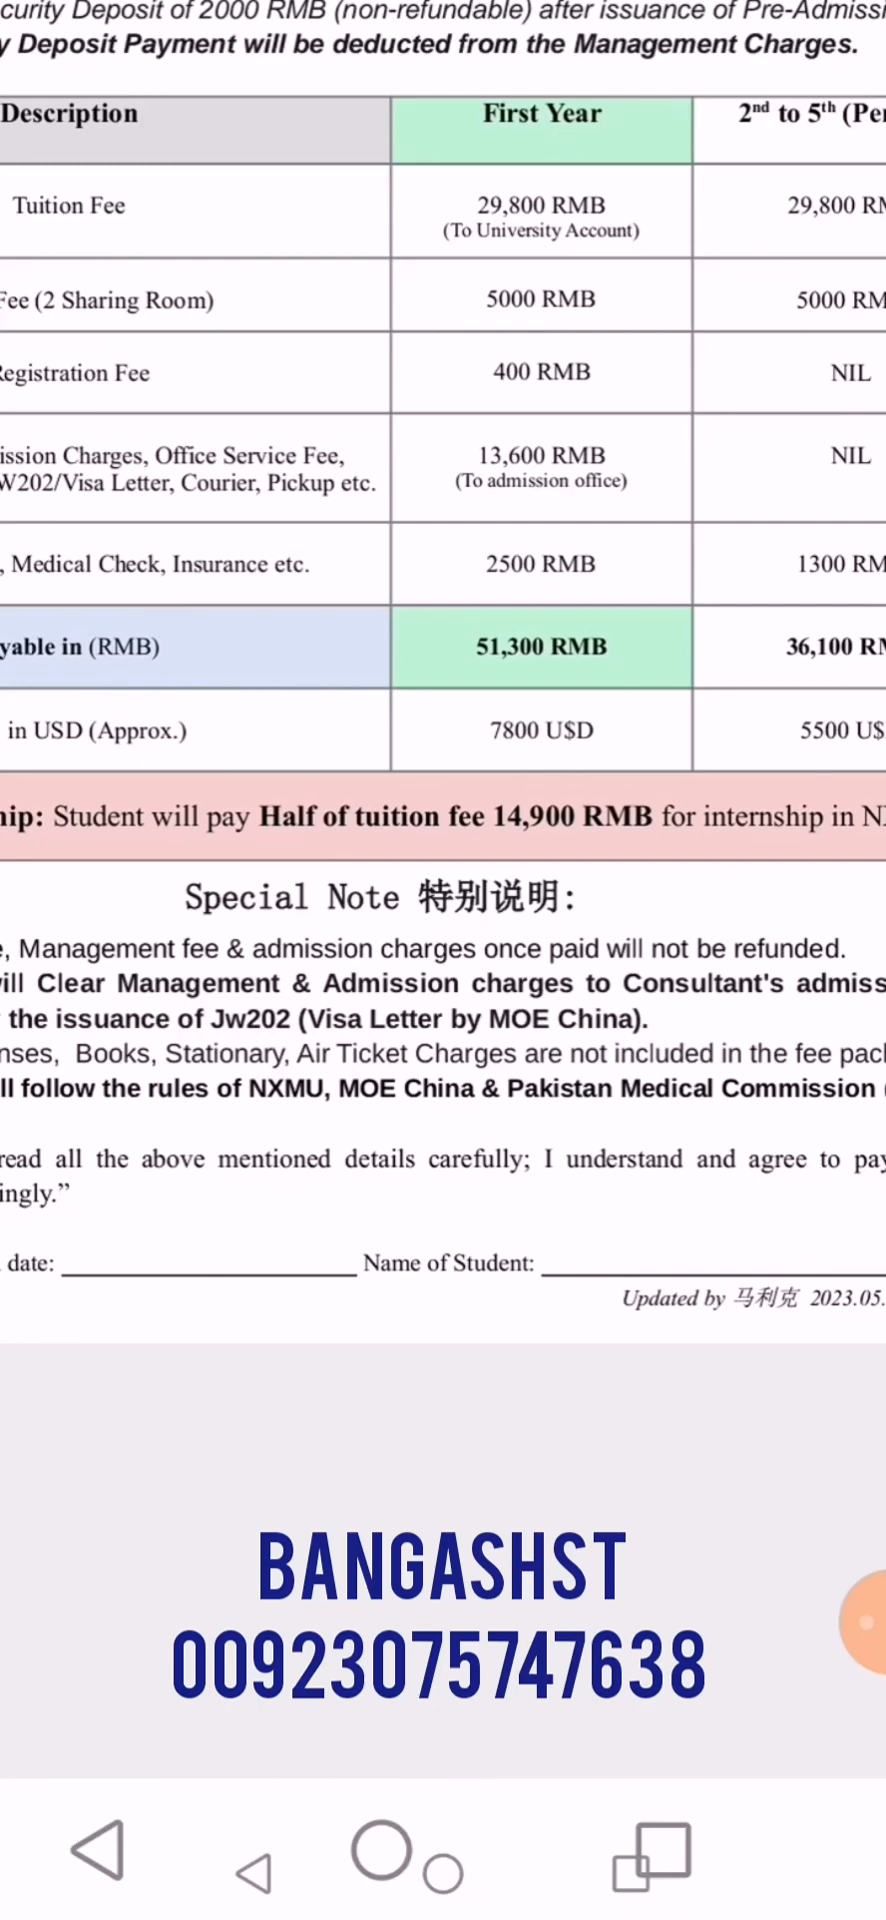 curity Deposit of 2000 RMB (non-refundable) after issuance of Pre-Admissi
y Deposit Payment will be deducted from the Management Charges.
Description First Year 2nd to 5th (Per
Tuition Fee 29,800 RMB 29,800 RM
(To University Account)
Fee (2 Sharing Room) 5000 RMB 5000 RM
Registration Fee 400 RMB NIL
ission Charges, Office Service Fee, 13,600 RMB NIL
W202/Visa Letter, Courier, Pickup etc. (To admission office)
, Medical Check, Insurance etc. 2500 RMB 1300 RM
yable in (RMB) 51,300 RMB 36,100 RM
in USD (Approx.) 7800 U$D 5500 U$
hip: Student will pay Half of tuition fee 14,900 RMB for internship in NX
Special Note 特别说明:
e, Management fee & admission charges once paid will not be refunded.
ill Clear Management & Admission charges to Consultant's admiss
the issuance of Jw202 (Visa Letter by MOE China).
nses, Books, Stationary, Air Ticket Charges are not included in the fee pac
ll follow the rules of NXMU, MOE China & Pakistan Medical Commission (
read all the above mentioned details carefully; I understand and agree to pay
ingly.”
date: Name of Student:
Updated by 马利克 2023.05.
BANGASHST
00923075747638